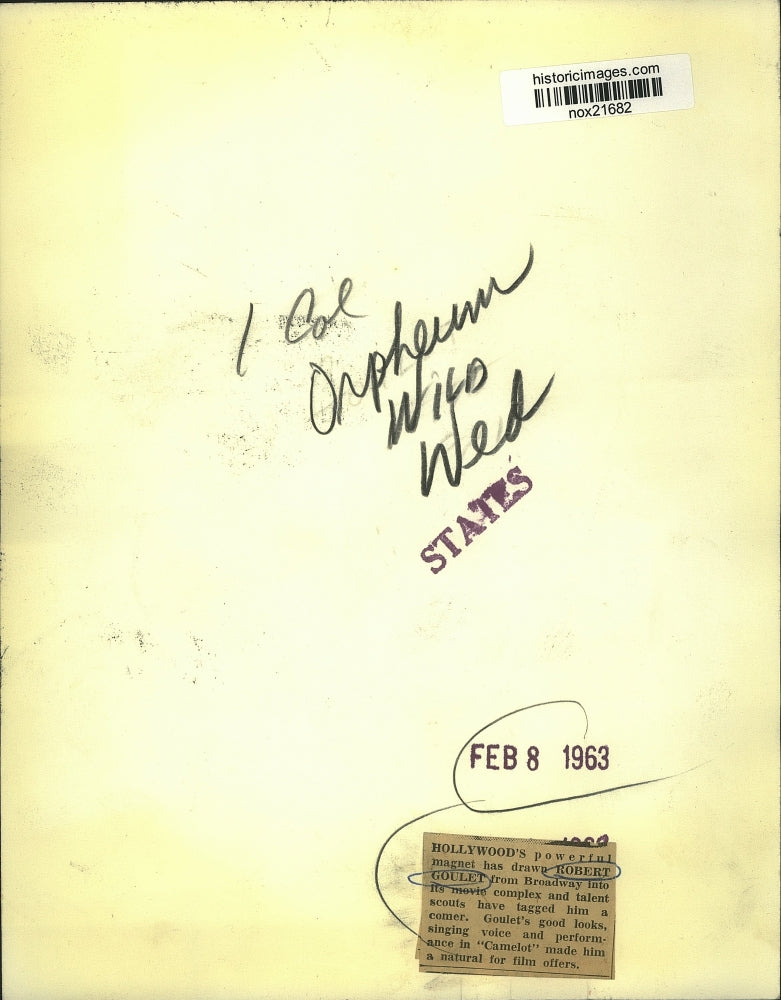 historicimages.com
nox21682
1 Col
Orpheum
WILD
Wed
STATES
FEB 8 1963
HOLLYWOOD'S powerful
magnet has drawn ROBERT
GOULET from Broadway into
its movie complex and talent
scouts have tagged him a
comer. Goulet's good looks,
singing voice and perform-
ance in "Camelot" made him
a natural for film offers.